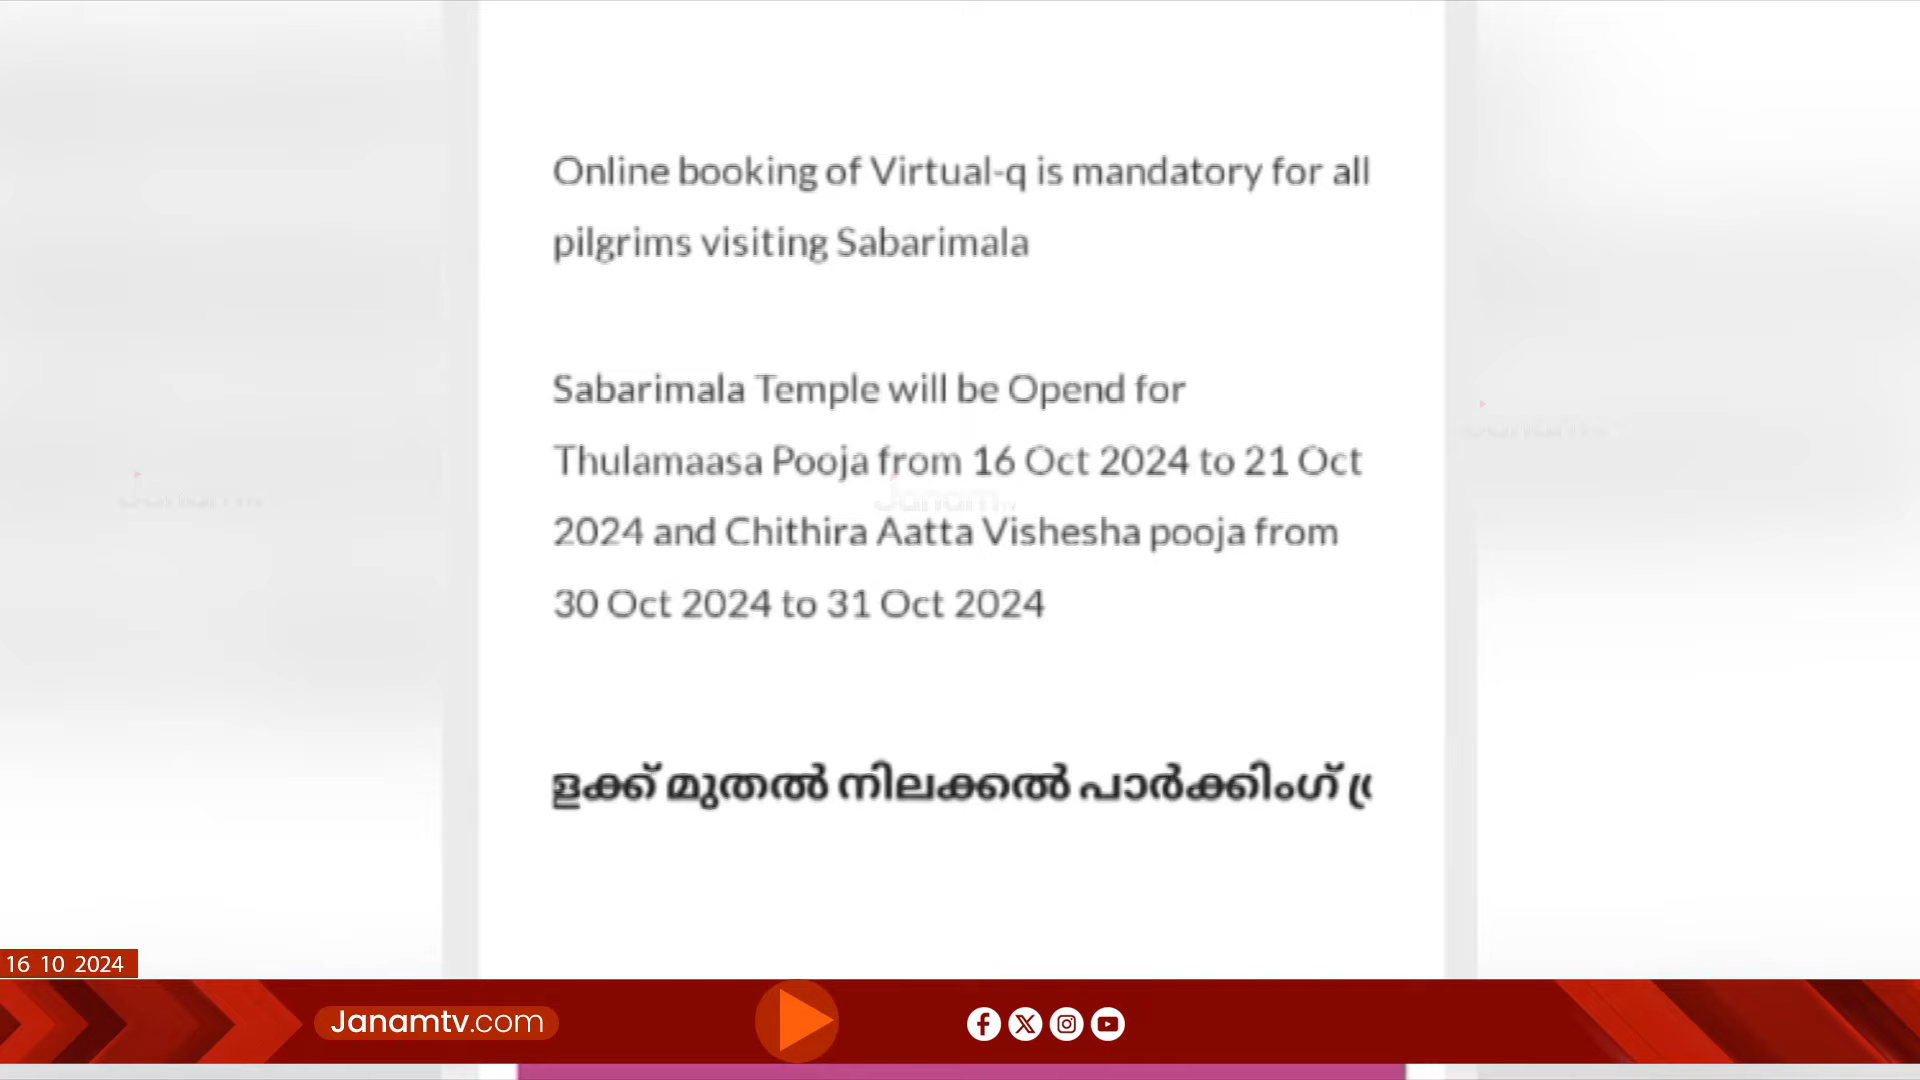 Online booking of Virtual-q is mandatory for all
pilgrims visiting Sabarimala
Sabarimala Temple will be Opend for
Thulamaasa Pooja from 16 Oct 2024 to 21 Oct
Janam TV
2024 and Chithira Aatta Vishesha pooja from
30 Oct 2024 to 31 Oct 2024
ളക്ക് മുതൽ നിലക്കൽ പാർക്കിംഗ്
16 10 2024
Janamtv.com